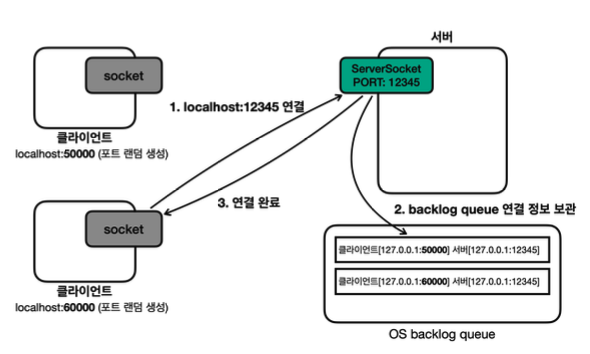 서버
socket
ServerSocket
PORT: 12345
1. localhost:12345 연결
클라이언트
localhost:50000 (포트 랜덤 생성)
3. 연결 완료
2. backlog queue 연결 정보 보관
socket
클라이언트[127.0.0.1:50000] 서버[127.0.0.1:12345]
클라이언트[127.0.0.1:60000] 서버[127.0.0.1:12345]
클라이언트
localhost:60000 (포트 랜덤 생성)
OS backlog queue